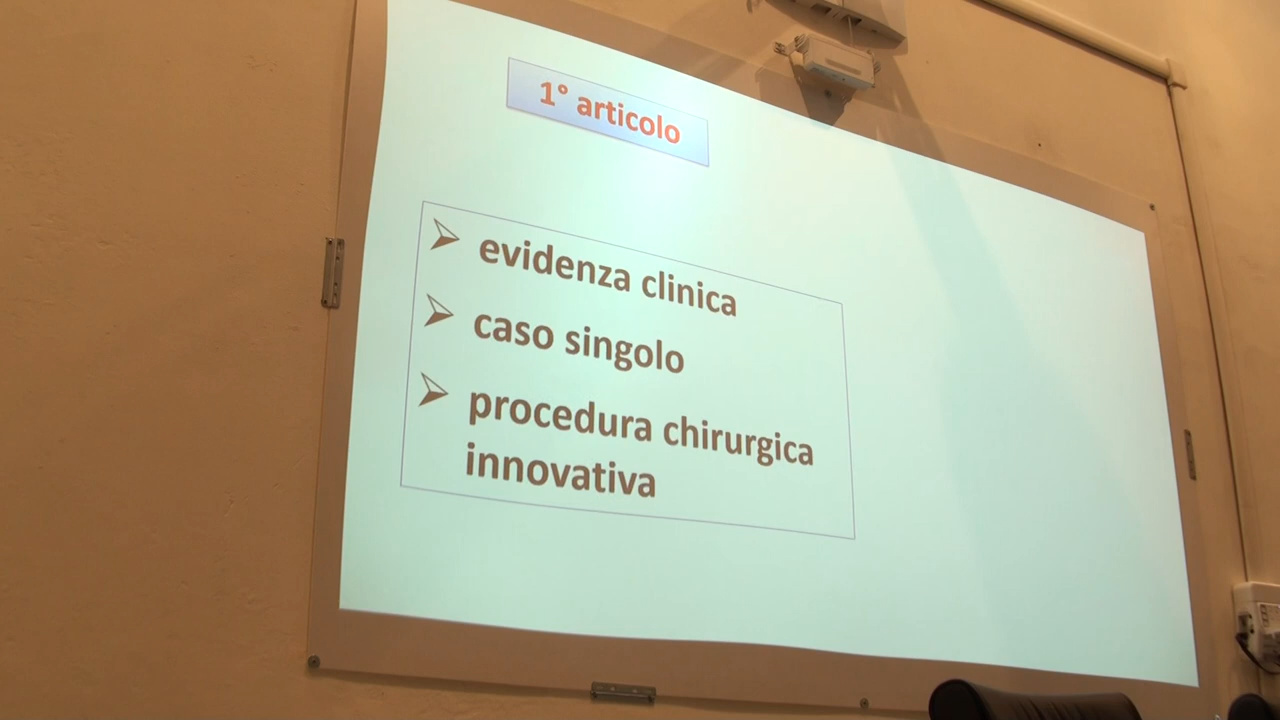 1° articolo
evidenza clinica
caso singolo
procedura chirurgica
innovativa